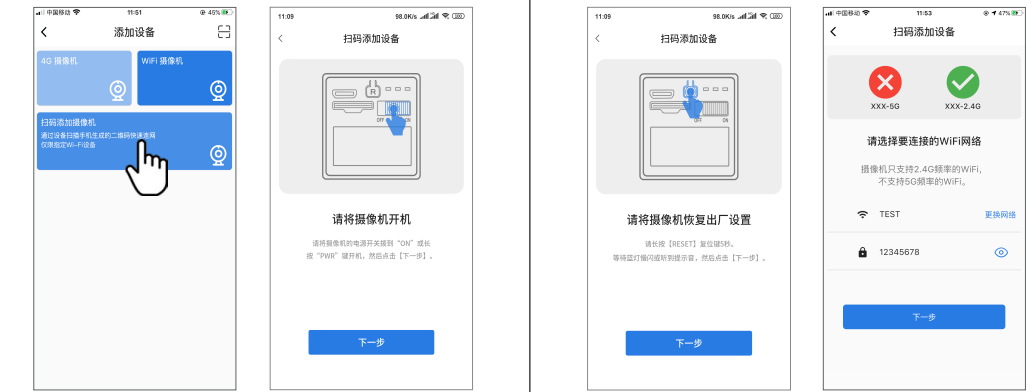 中国移动
11:51
45%
添加设备
4G 摄像机
WiFi 摄像机
扫码添加摄像机
通过设备扫描手机生成的二维码快速连网
仅限指定Wi-Fi设备
11:09
98.0K/s
100
扫码添加设备
R
OFF
ON
请将摄像机开机
请将摄像机的电源开关拨到“ON”或长
按“PWR”键开机，然后点击【下一步】。
下一步
11:09
98.0K/s
100
扫码添加设备
OFF
ON
请将摄像机恢复出厂设置
请长按【RESET】复位键5秒。
等待蓝灯慢闪或听到提示音，然后点击【下一步】。
下一步
中国移动
11:53
47%
扫码添加设备
XXX-5G
XXX-2.4G
请选择要连接的WiFi网络
摄像机只支持2.4G频率的WiFi，
不支持5G频率的WiFi。
TEST
更换网络
12345678
下一步